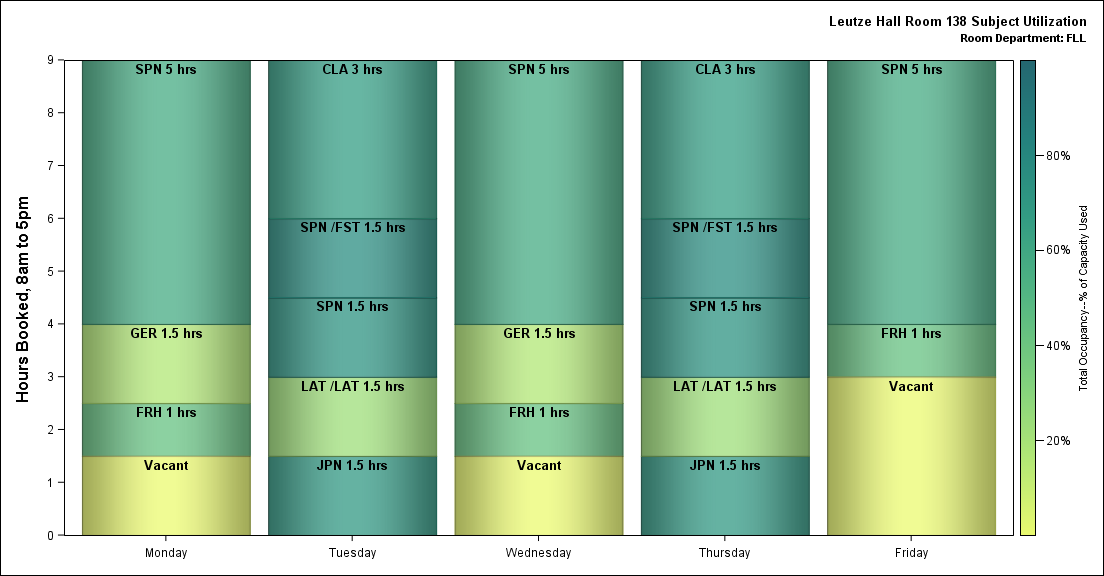 Leutze Hall Room 138 Subject Utilization
Room Department: FLL
Hours Booked, 8am to 5pm
9
8
7
6
5
4
3
2
1
0
SPN 5 hrs
GER 1.5 hrs
FRH 1 hrs
Vacant
Monday
CLA 3 hrs
SPN /FST 1.5 hrs
SPN 1.5 hrs
LAT /LAT 1.5 hrs
JPN 1.5 hrs
Tuesday
SPN 5 hrs
GER 1.5 hrs
FRH 1 hrs
Vacant
Wednesday
CLA 3 hrs
SPN /FST 1.5 hrs
SPN 1.5 hrs
LAT /LAT 1.5 hrs
JPN 1.5 hrs
Thursday
SPN 5 hrs
FRH 1 hrs
Vacant
Friday
80%
60%
40%
20%
Total Occupancy--% of Capacity Used